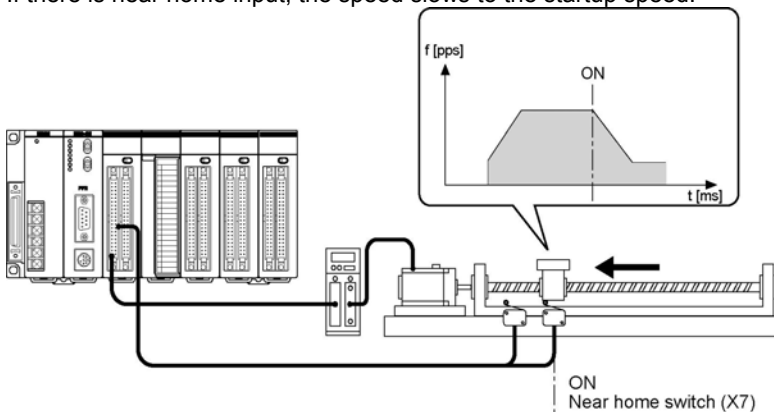 If there is near home input, the speed slows to the startup speed.
f [pps]
ON
t [ms]
ON
Near home switch (X7)